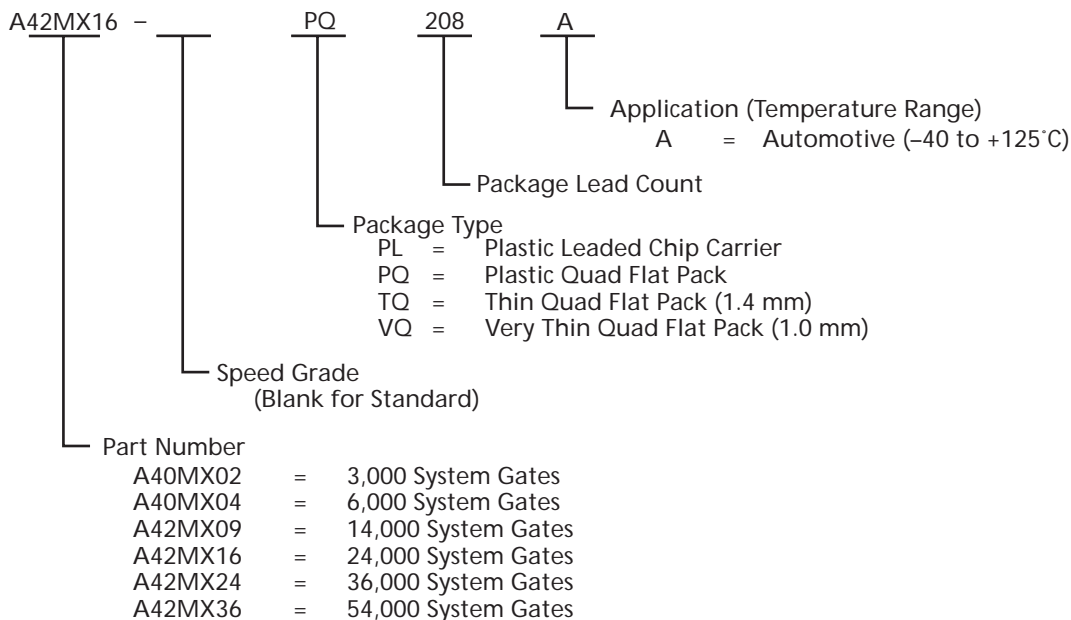 A42MX16 – PQ 208 A
Application (Temperature Range)
A = Automotive (–40 to +125˚C)
Package Lead Count
Package Type
PL = Plastic Leaded Chip Carrier
PQ = Plastic Quad Flat Pack
TQ = Thin Quad Flat Pack (1.4 mm)
VQ = Very Thin Quad Flat Pack (1.0 mm)
Speed Grade
(Blank for Standard)
Part Number
A40MX02 = 3,000 System Gates
A40MX04 = 6,000 System Gates
A42MX09 = 14,000 System Gates
A42MX16 = 24,000 System Gates
A42MX24 = 36,000 System Gates
A42MX36 = 54,000 System Gates